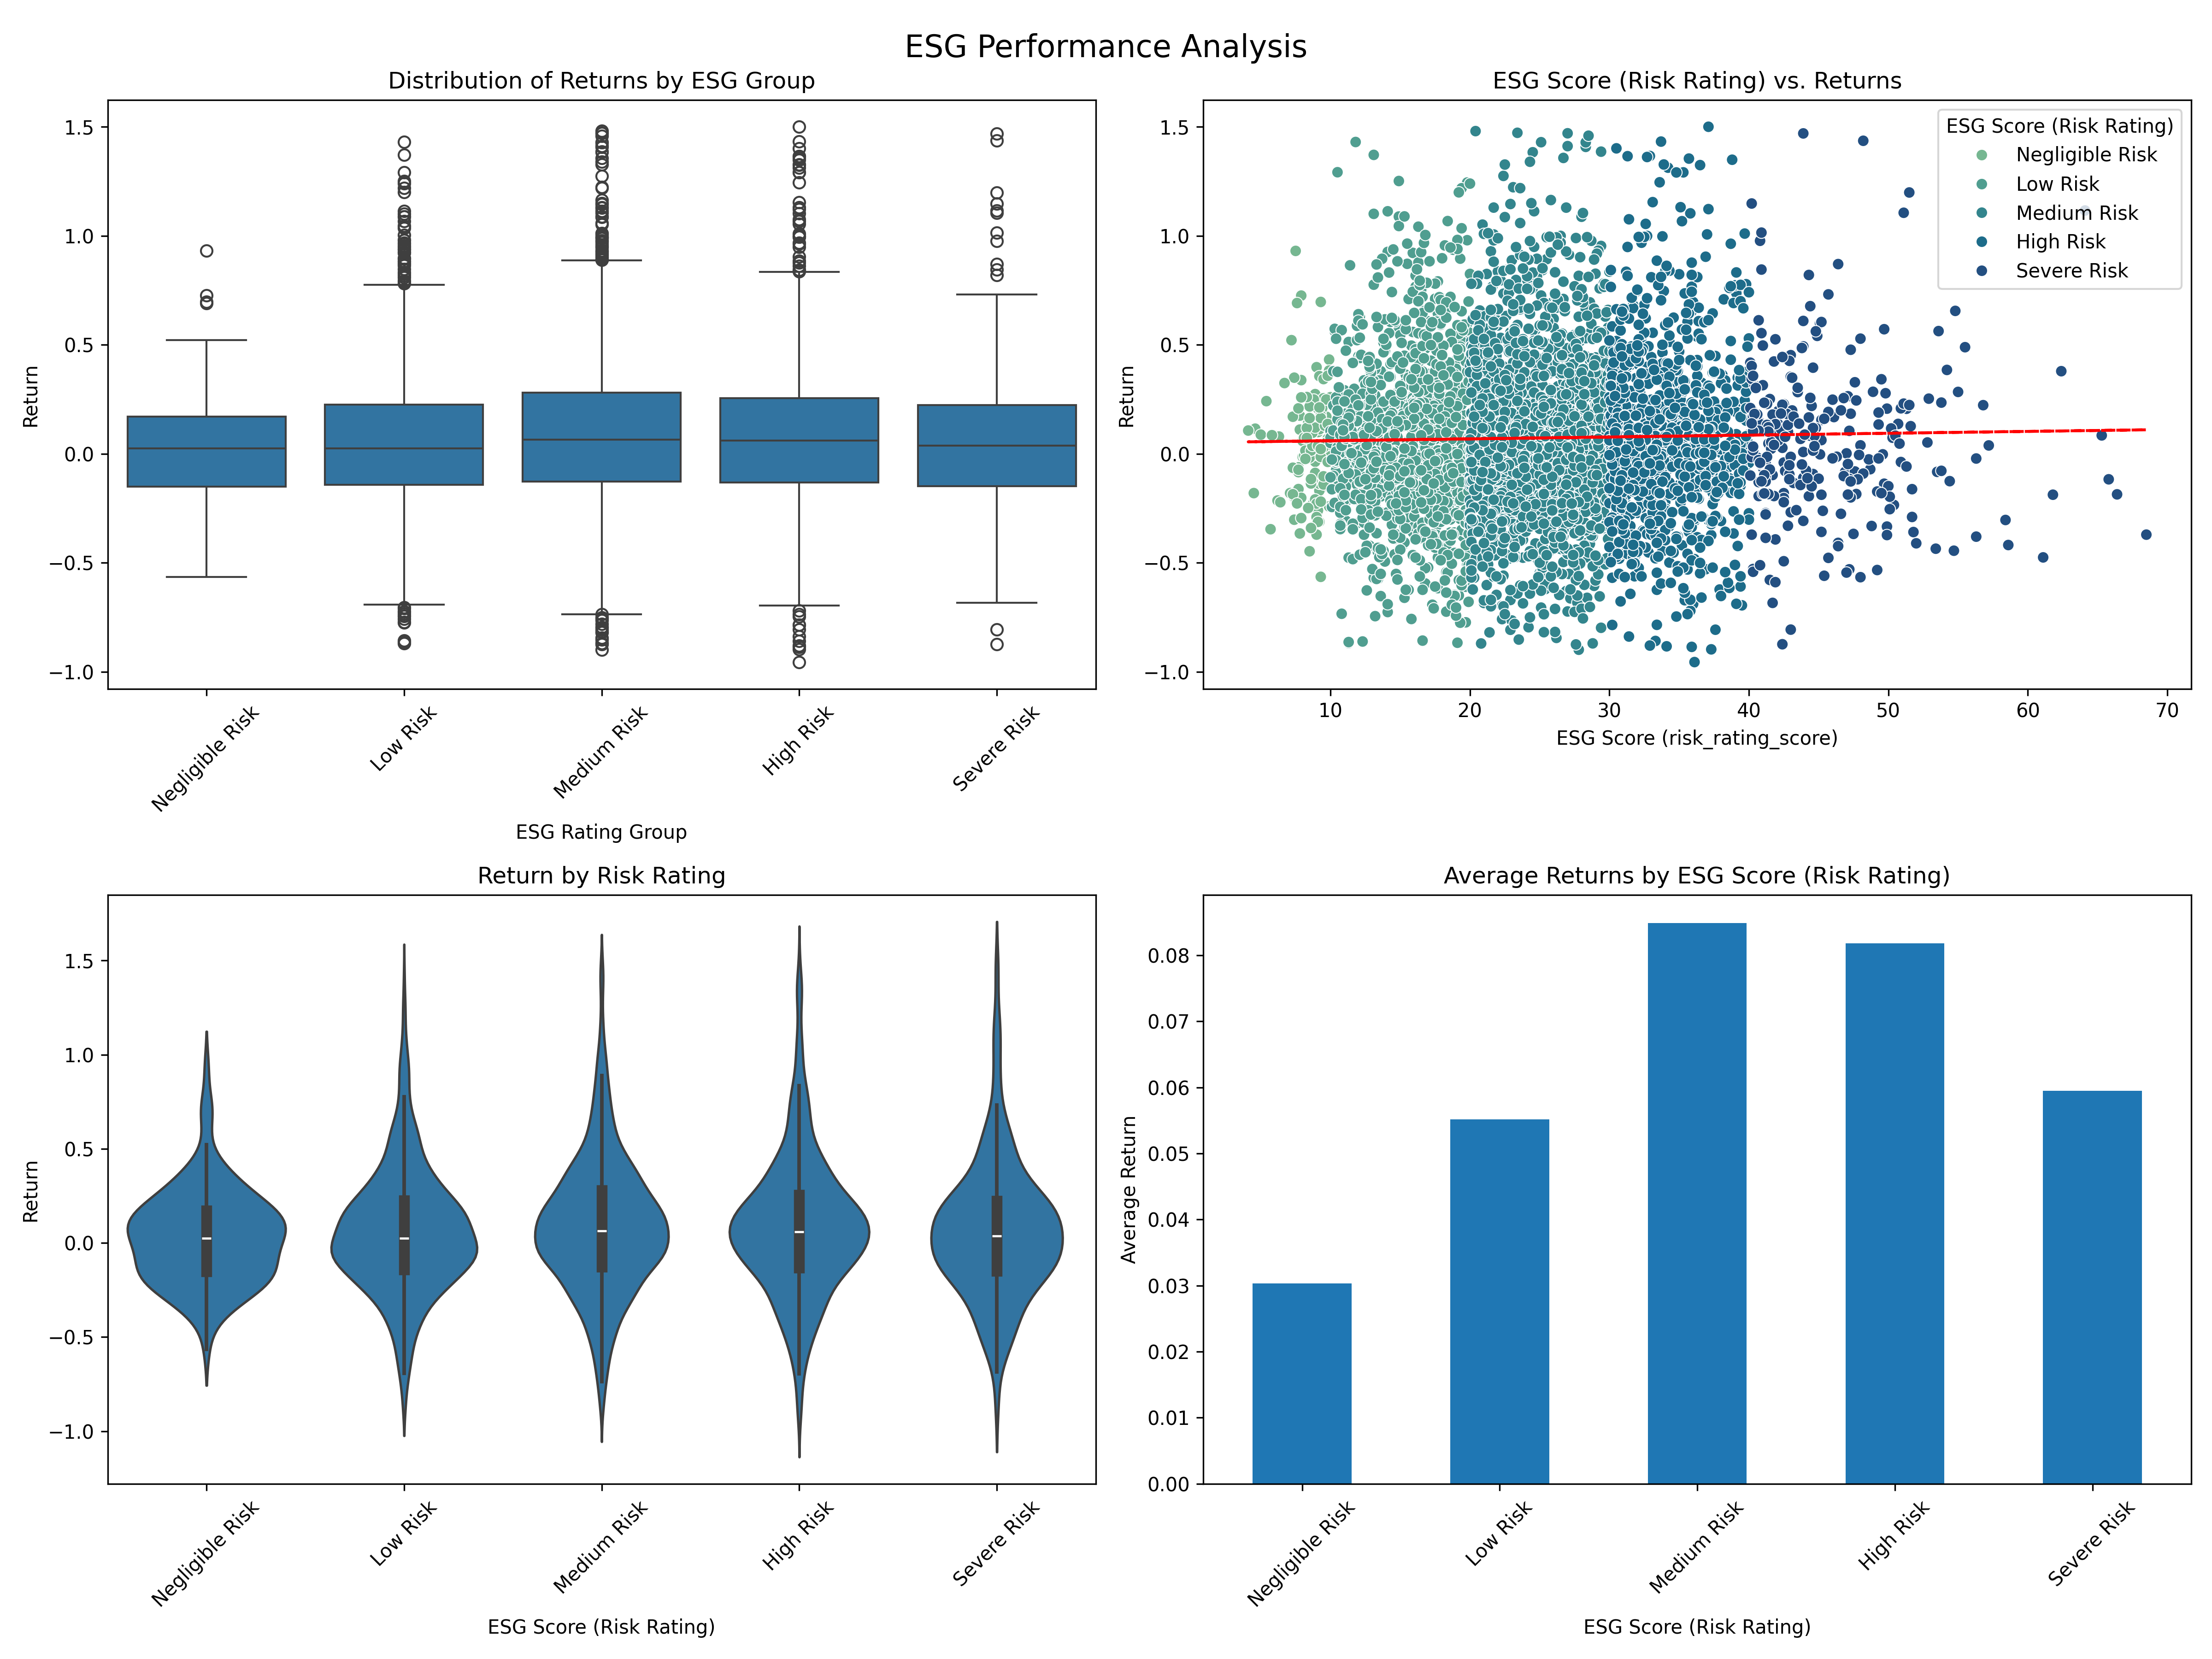 ESG Performance Analysis
Distribution of Returns by ESG Group
Return
1.5
1.0
0.5
0.0
−0.5
−1.0
Negligible Risk
Low Risk
Medium Risk
High Risk
Severe Risk
ESG Rating Group
ESG Score (Risk Rating) vs. Returns
Return
1.5
1.0
0.5
0.0
−0.5
−1.0
ESG Score (Risk Rating)
Negligible Risk
Low Risk
Medium Risk
High Risk
Severe Risk
10 20 30 40 50 60 70
ESG Score (risk_rating_score)
Return by Risk Rating
Return
1.5
1.0
0.5
0.0
−0.5
−1.0
Negligible Risk
Low Risk
Medium Risk
High Risk
Severe Risk
ESG Score (Risk Rating)
Average Returns by ESG Score (Risk Rating)
Average Return
0.08
0.07
0.06
0.05
0.04
0.03
0.02
0.01
0.00
Negligible Risk
Low Risk
Medium Risk
High Risk
Severe Risk
ESG Score (Risk Rating)